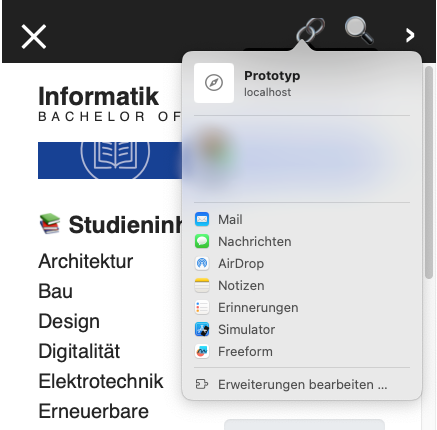 Prototyp
localhost
Informatik
BACHELOR OF
Studieninh
Architektur
Bau
Design
Digitalität
Elektrotechnik
Erneuerbare
Mail
Nachrichten
AirDrop
Notizen
Erinnerungen
Simulator
Freeform
Erweiterungen bearbeiten ...